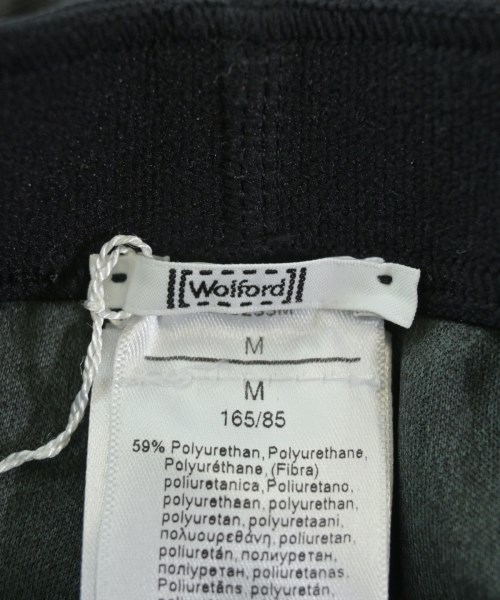 Wolford
M
M
165/85
59% Polyurethan, Polyurethane,
Polyuréthane, (Fibra)
poliuretanica, Poliuretano,
polyurethaan, polyurethan,
polyuretan, polyuretaani,
πολυουρεθάνη, poliuretan
poliuretán, полиуретан,
полиуретан, poliuretanas.
Poliuretāns, polyuretán,